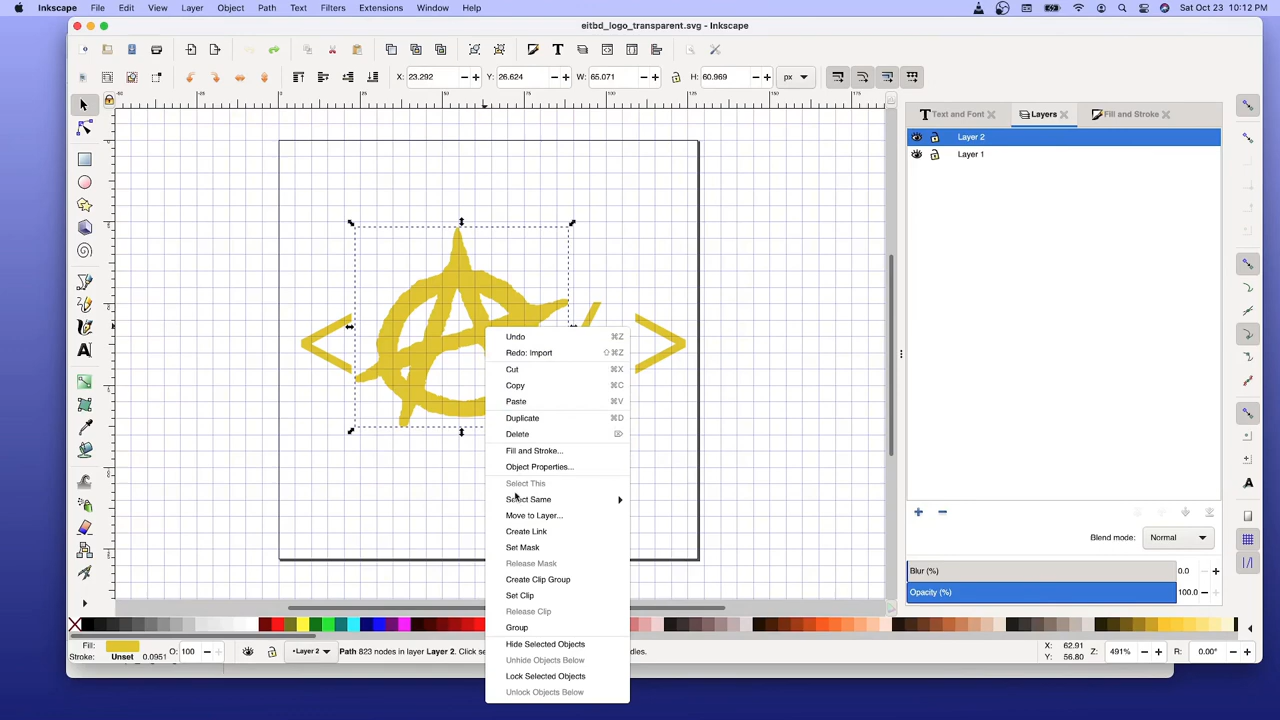 Inkscape File Edit View Layer Object Path Text Filters Extensions Window Help Sat Oct 23 10:12 PM
eitbd_logo_transparent.svg - Inkscape
X: 23.292 Y: 26.624 W: 65.071 H: 60.969 px
Text and Font Layers Fill and Stroke
Layer 2
Layer 1
Undo ⌘Z
Redo: Import ⇧⌘Z
Cut ⌘X
Copy ⌘C
Paste ⌘V
Duplicate ⌘D
Delete ⌦
Fill and Stroke...
Object Properties...
Select This
Select Same
Move to Layer...
Create Link
Set Mask
Release Mask
Create Clip Group
Set Clip
Release Clip
Group
Hide Selected Objects
Unhide Objects Below
Lock Selected Objects
Unlock Objects Below
Blend mode: Normal
Blur (%) 0.0
Opacity (%) 100.0
Fill:
Stroke: Unset 0.0951
O: 100
Layer 2
Path 823 nodes in layer Layer 2. Click se
X: 62.91
Y: 56.80
Z: 491%
R: 0.00°